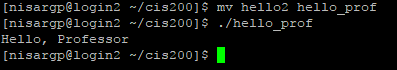 [nisargp@login2 ~/cis200]$ mv hello2 hello_prof
[nisargp@login2 ~/cis200]$ ./hello_prof
Hello, Professor
[nisargp@login2 ~/cis200]$